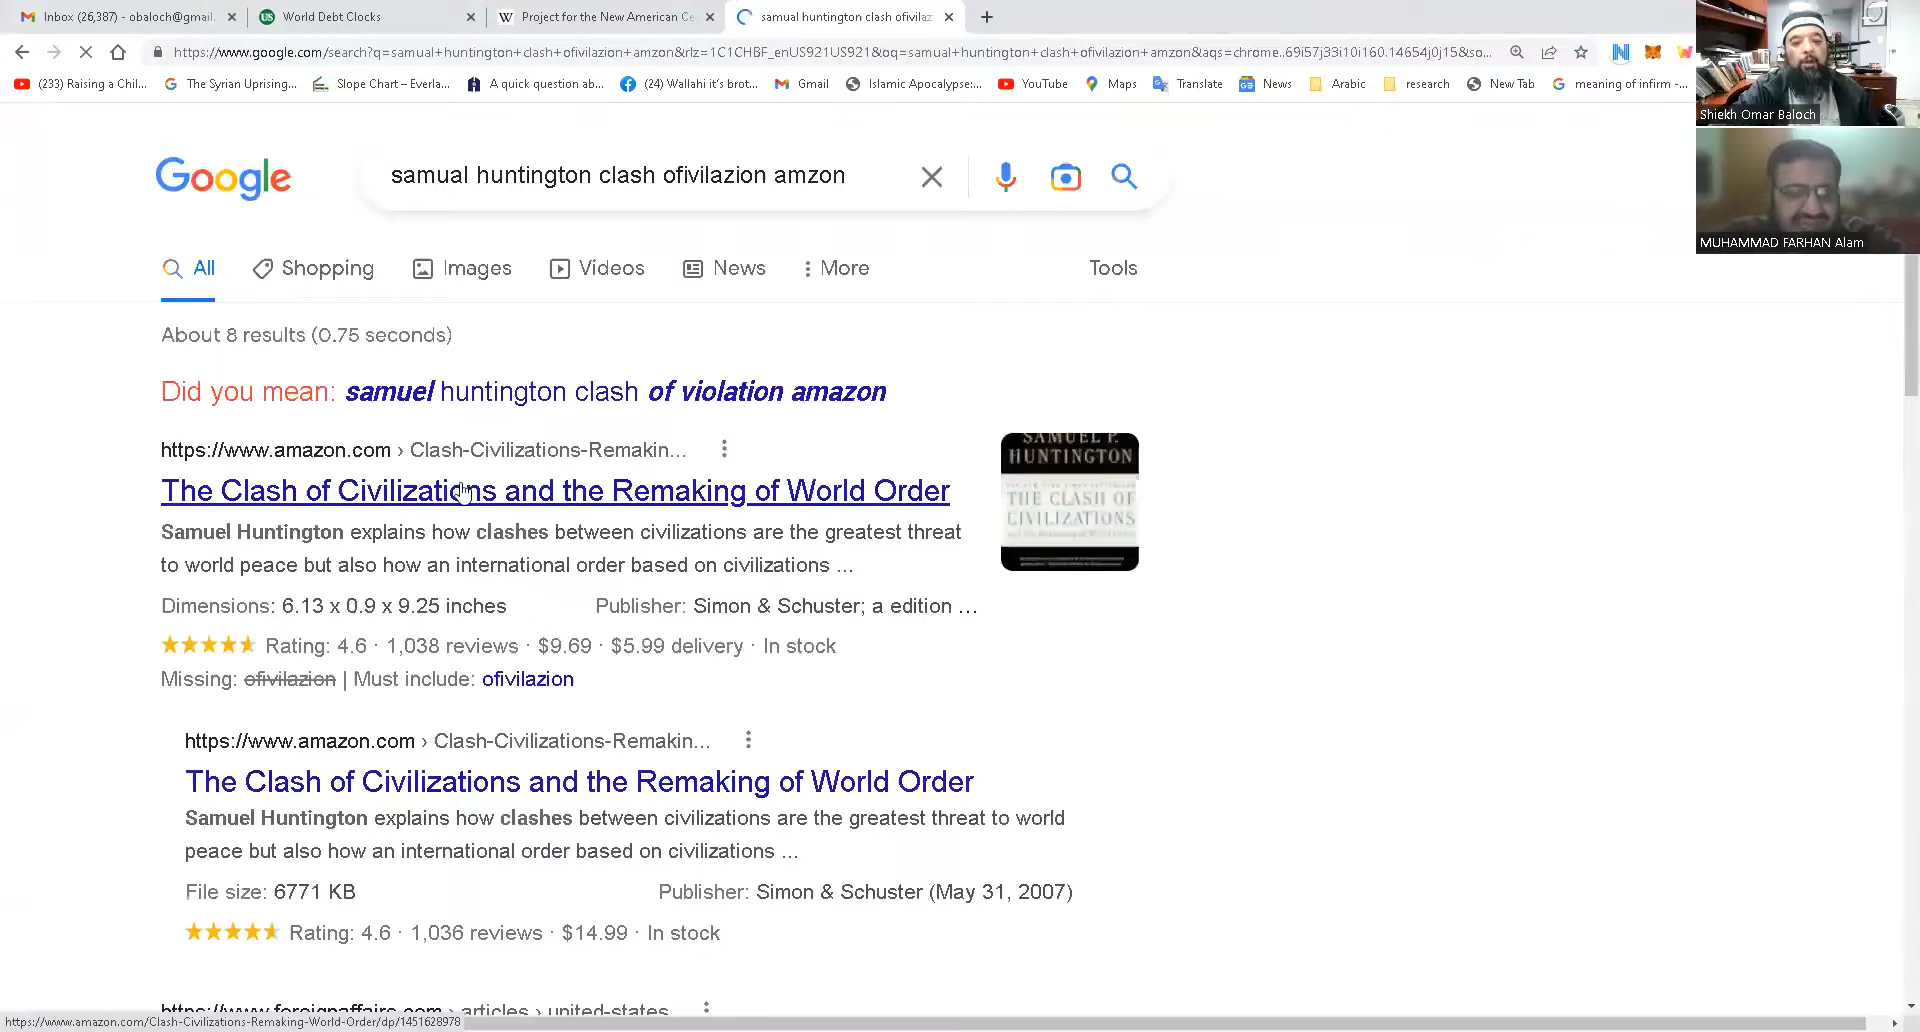 Inbox (26,387) - obaloch@gmail.
World Debt Clocks
Project for the New American Ce
samual huntington clash ofivilaz
https://www.google.com/search?q=samual+huntington+clash+ofivilazion+amzon&rlz=1C1CHBF_enUS921US921&oq=samual+huntington+clash+ofivilazion+amzon&aqs=chrome..69i57j33i10i160.14654j0j15&so...
(233) Raising a Chil...
The Syrian Uprising...
Slope Chart – Everla...
A quick question ab...
(24) Wallahi it's brot...
Gmail
Islamic Apocalypse:...
YouTube
Maps
Translate
News
Arabic
research
New Tab
meaning of infirm -...
Shiekh Omar Baloch
MUHAMMAD FARHAN Alam
Google
samual huntington clash ofivilazion amzon
All
Shopping
Images
Videos
News
More
Tools
About 8 results (0.75 seconds)
Did you mean: samuel huntington clash of violation amazon
https://www.amazon.com › Clash-Civilizations-Remakin...
The Clash of Civilizations and the Remaking of World Order
Samuel Huntington explains how clashes between civilizations are the greatest threat
to world peace but also how an international order based on civilizations ...
Dimensions: 6.13 x 0.9 x 9.25 inches
Publisher: Simon & Schuster; a edition ...
Rating: 4.6 · 1,038 reviews · $9.69 · $5.99 delivery · In stock
Missing: ofivilazion | Must include: ofivilazion
SAMUEL P.
HUNTINGTON
THE CLASH OF
CIVILIZATIONS
https://www.amazon.com › Clash-Civilizations-Remakin...
The Clash of Civilizations and the Remaking of World Order
Samuel Huntington explains how clashes between civilizations are the greatest threat to world
peace but also how an international order based on civilizations ...
File size: 6771 KB
Publisher: Simon & Schuster (May 31, 2007)
Rating: 4.6 · 1,036 reviews · $14.99 · In stock
https://www.foreignaffairs.com › articles › united-states
https://www.amazon.com/Clash-Civilizations-Remaking-World-Order/dp/1451628978